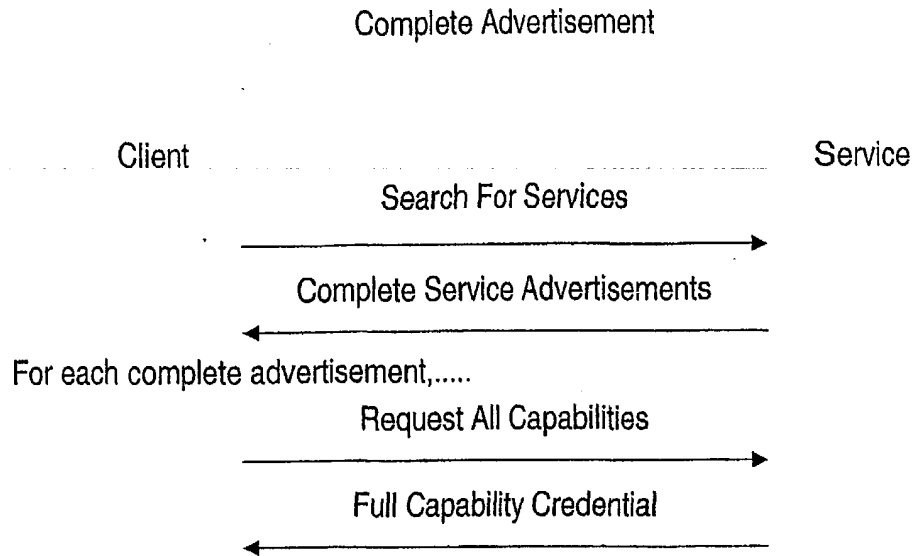 Complete Advertisement
Client Service
Search For Services
Complete Service Advertisements
For each complete advertisement,.....
Request All Capabilities
Full Capability Credential